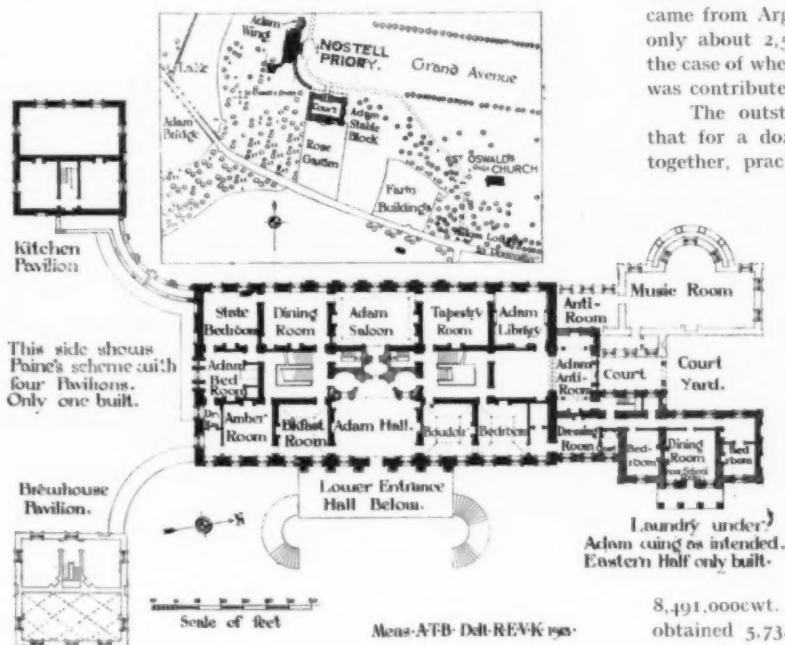 came from Arg
only about 2,5
the case of whe
was contribute
The outst
that for a doz
together, prac
Adam
Wing
NOSTELL
PRIORY.
Grand Avenue
Lake
Adam
Bridge
Court
Adam
Stable
Block
Rose
Garden
Farm
Buildings
ST OSWALD'S
CHURCH
Kitchen
Pavilion
State
Bedroom
Dining
Room
Adam
Saloon
Tapestry
Room
Adam
Library
Anti-
Room
Music Room
This side shows
Paine's scheme with
four Pavilions.
Only one built.
Adam
Bed
Room
Adam
Anti-
Room
Court
Court
Yard.
Amber
Room
Bkfast
Room
Adam Hall.
Boudoir
Bedroom
Dressing
Room
Bed-
room
Dining
Room
Bed
room
Brewhouse
Pavilion.
Lower Entrance
Hall Below.
N
Laundry under
Adam wing as intended.
Eastern Half only built.
Scale of feet
Meas·A·T·B· Delt·R·E·V·K
8,491,000cwt.
obtained 5,73